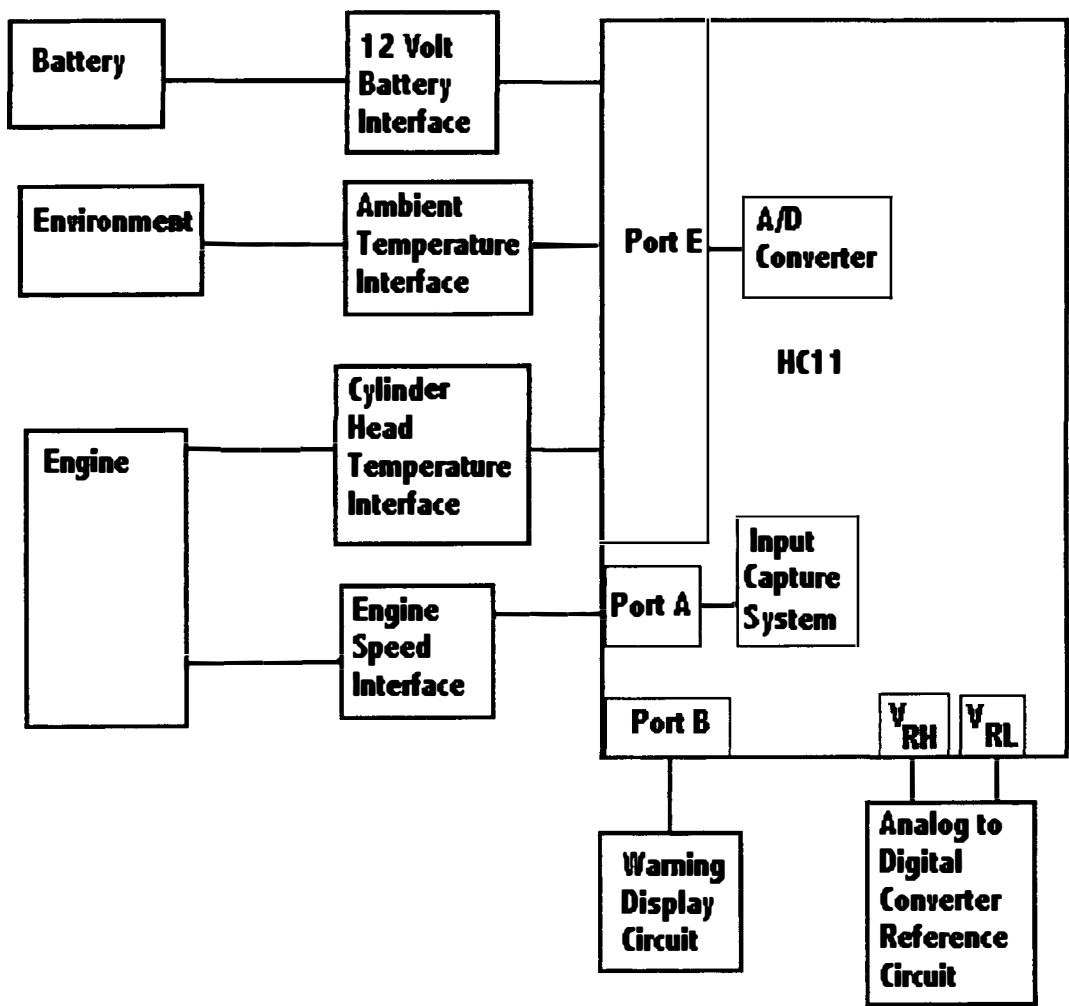 Battery
12 Volt
Battery
Interface
Environment
Ambient
Temperature
Interface
Port E
A/D
Converter
HC11
Engine
Cylinder
Head
Temperature
Interface
Input
Capture
System
Port A
Engine
Speed
Interface
Port B
VRH
VRL
Warning
Display
Circuit
Analog to
Digital
Converter
Reference
Circuit